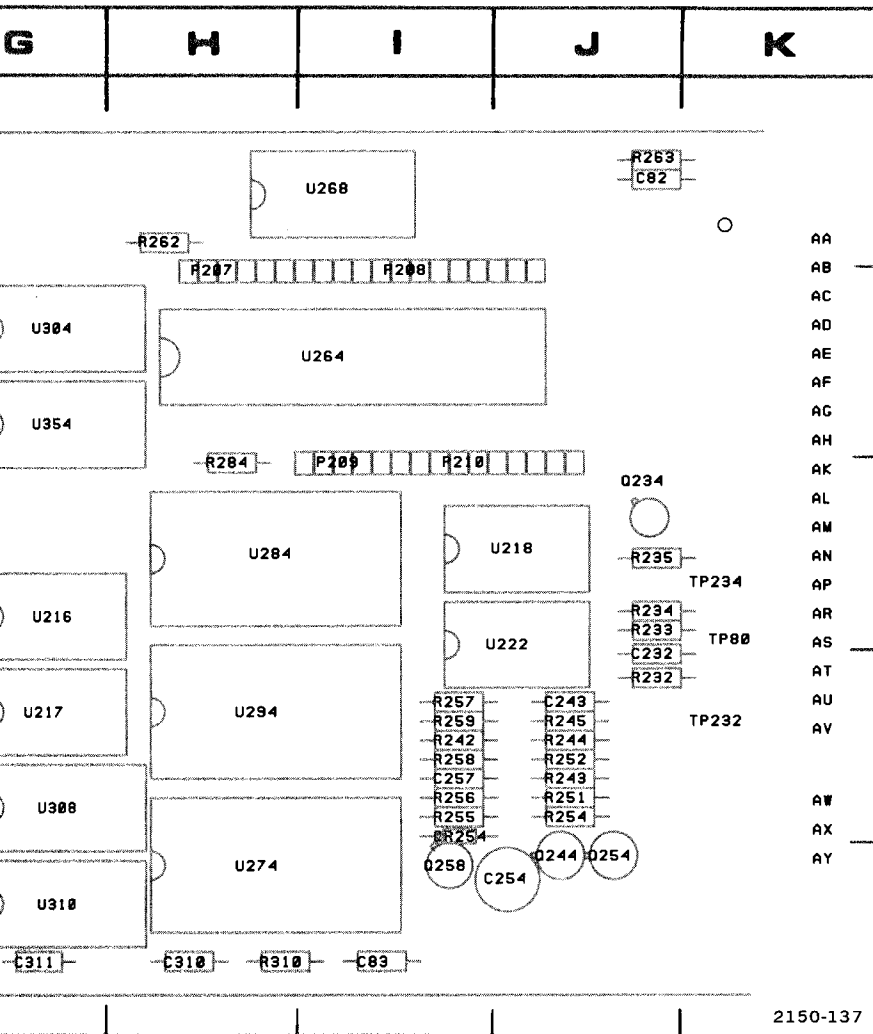 G H I J K
R263
U268 C82
R262 AA
P207 P208 AB
AC
U304 AD
U264 AE
AF
U354 AG
AH
R284 P209 P210 AK
Q234
AL
AM
U284 U218 R235 AN
TP234 AP
U216 R234 AR
R233
U222 TP80 AS
C232
R232 AT
R257 C243 AU
U217 U294 R259 R245 TP232 AV
R242 R244
R258 R252
C257 R243
U308 R256 R251 AW
R255 R254
CR254 AX
U274 Q258 Q244 Q254 AY
C254
U310
C311 C310 R310 C83
2150-137